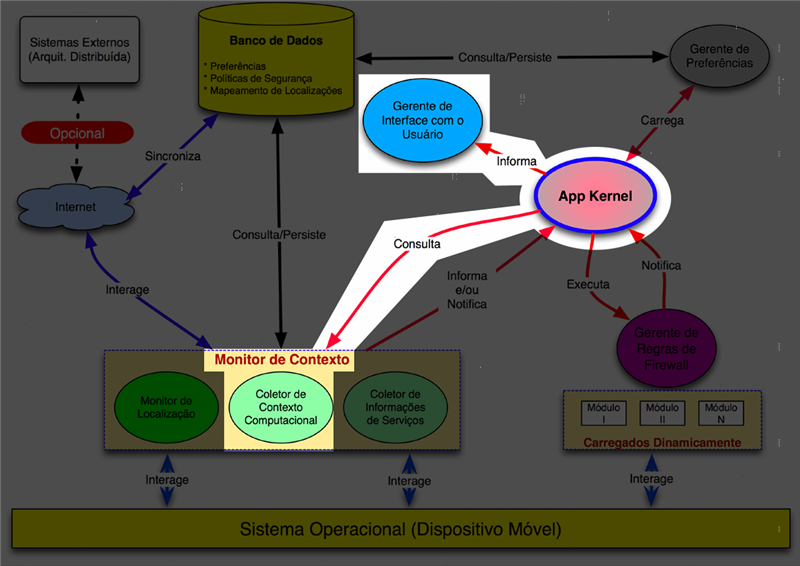 Sistemas Externos
(Arquit. Distribuída)
Banco de Dados
* Preferências
* Políticas de Segurança
* Mapeamento de Localizações
Consulta/Persiste
Gerente de
Preferências
Gerente de
Interface com o
Usuário
Opcional
Carrega
Sincroniza
Informa
App Kernel
Internet
Consulta/Persiste
Consulta
Interage
Informa
e/ou
Notifica
Executa
Notifica
Gerente de
Regras de
Firewall
Monitor de Contexto
Monitor de
Localização
Coletor de
Contexto
Computacional
Coletor de
Informações
de Serviços
Módulo
I
Módulo
II
Módulo
N
Carregados Dinamicamente
Interage
Interage
Interage
Sistema Operacional (Dispositivo Móvel)